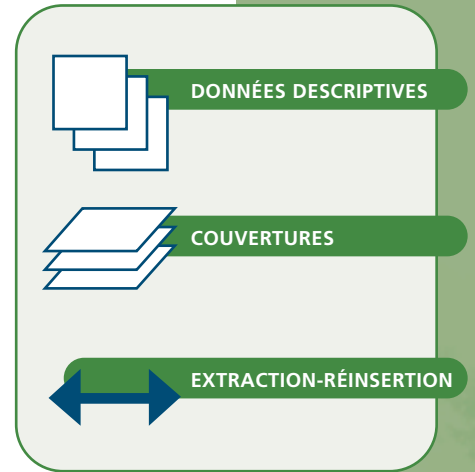 DONNÉES DESCRIPTIVES
COUVERTURES
EXTRACTION-RÉINSERTION